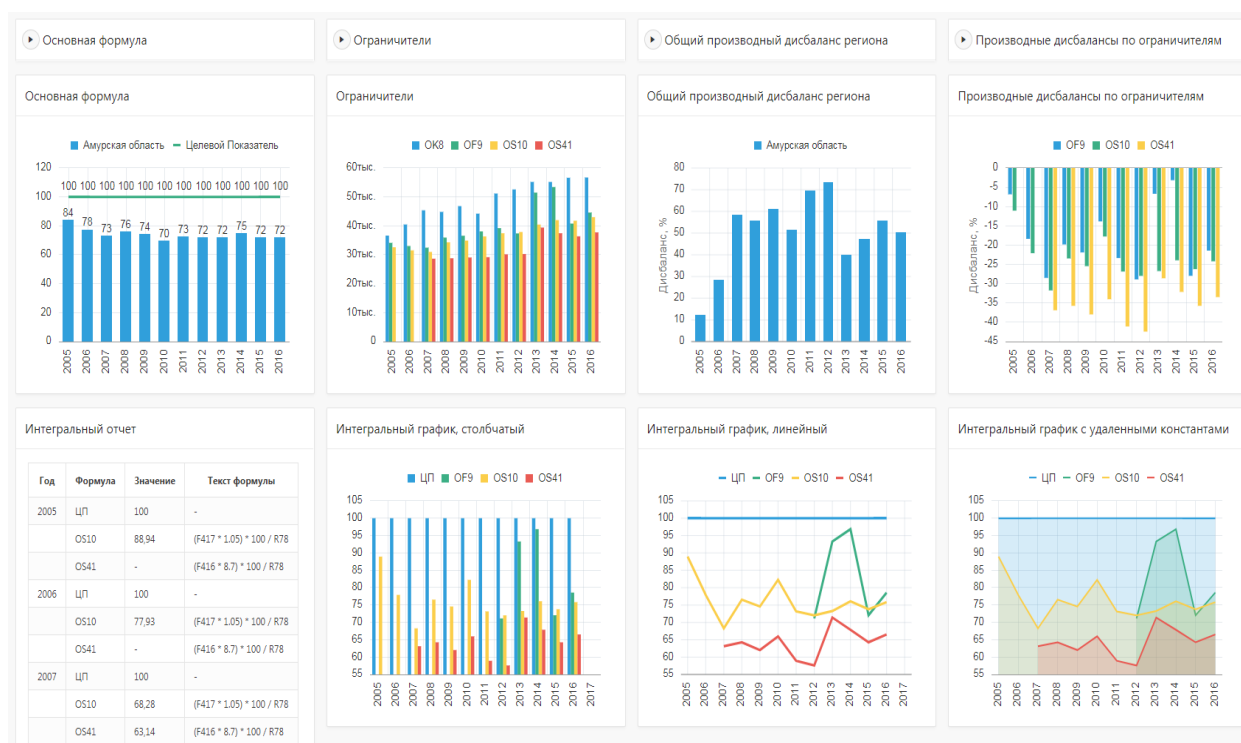 Основная формула
Ограничители
Общий производный дисбаланс региона
Производные дисбалансы по ограничителям
Основная формула
Амурская область Целевой Показатель
120
100
80
60
40
20
0
100 100 100 100 100 100 100 100 100 100 100 100
84 78 73 76 74 70 73 72 72 75 72 72
2005 2006 2007 2008 2009 2010 2011 2012 2013 2014 2015 2016
Ограничители
OK8 OF9 OS10 OS41
60тыс.
50тыс.
40тыс.
30тыс.
20тыс.
10тыс.
0
2005 2006 2007 2008 2009 2010 2011 2012 2013 2014 2015 2016
Общий производный дисбаланс региона
Амурская область
Дисбаланс, %
80
70
60
50
40
30
20
10
0
2005 2006 2007 2008 2009 2010 2011 2012 2013 2014 2015 2016
Производные дисбалансы по ограничителям
OF9 OS10 OS41
Дисбаланс, %
0
-5
-10
-15
-20
-25
-30
-35
-40
-45
2005 2006 2007 2008 2009 2010 2011 2012 2013 2014 2015 2016
Интегральный отчет
Год Формула Значение Текст формулы
2005 ЦП 100 -
OS10 88,94 (F417 * 1.05) * 100 / R78
OS41 - (F416 * 8.7) * 100 / R78
2006 ЦП 100 -
OS10 77,93 (F417 * 1.05) * 100 / R78
OS41 - (F416 * 8.7) * 100 / R78
2007 ЦП 100 -
OS10 68,28 (F417 * 1.05) * 100 / R78
OS41 63,14 (F416 * 8.7) * 100 / R78
Интегральный график, столбчатый
ЦП OF9 OS10 OS41
105
100
95
90
85
80
75
70
65
60
55
2005 2006 2007 2008 2009 2010 2011 2012 2013 2014 2015 2016 2017
Интегральный график, линейный
ЦП OF9 OS10 OS41
105
100
95
90
85
80
75
70
65
60
55
2005 2006 2007 2008 2009 2010 2011 2012 2013 2014 2015 2016 2017
Интегральный график с удаленными константами
ЦП OF9 OS10 OS41
105
100
95
90
85
80
75
70
65
60
55
2005 2006 2007 2008 2009 2010 2011 2012 2013 2014 2015 2016